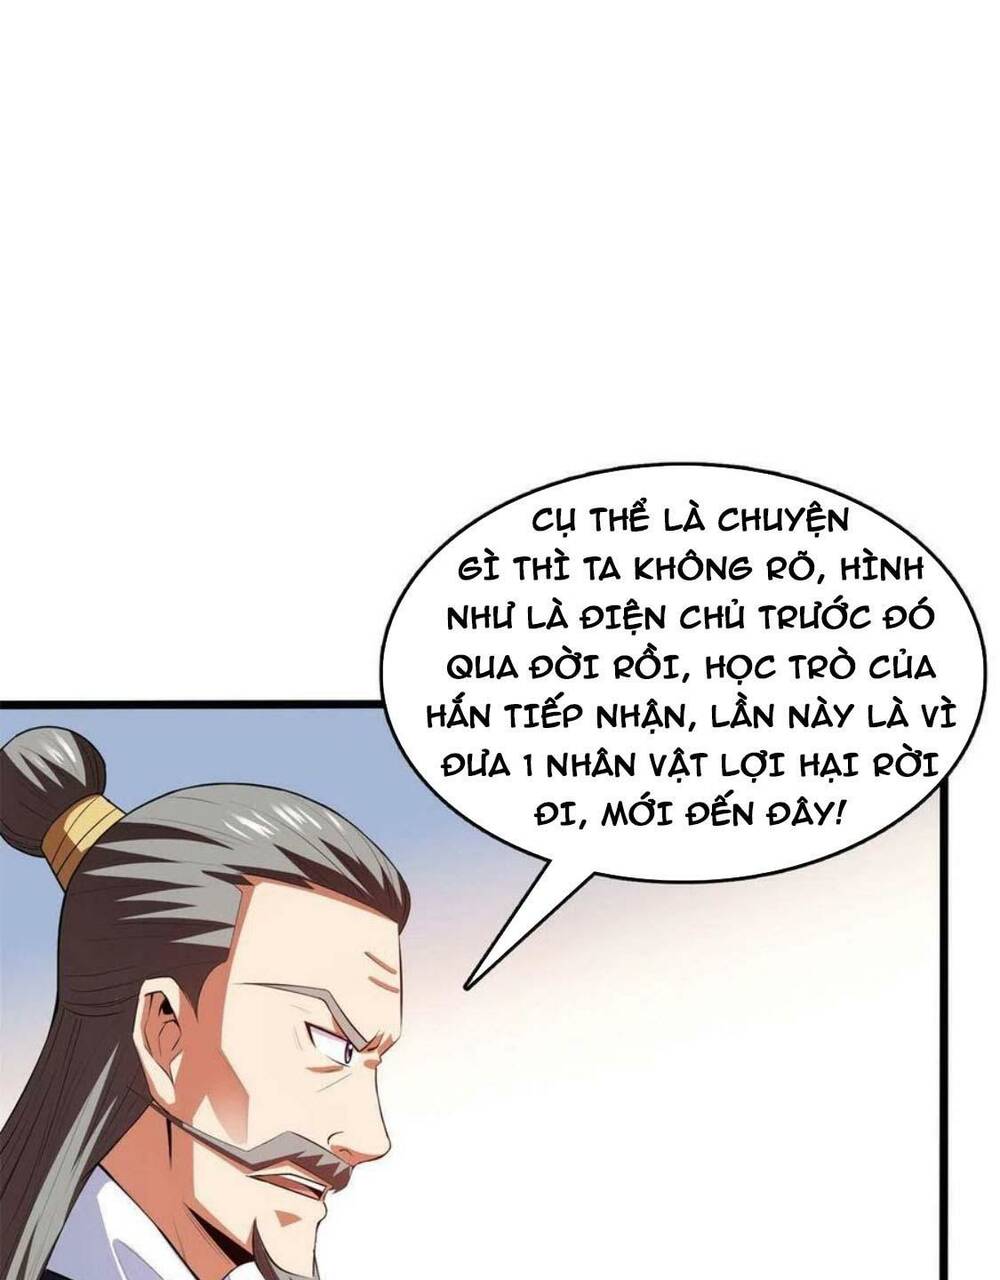 CỤ THỂ LÀ CHUYỆN
GÌ THÌ TA KHÔNG RÕ, HÌNH
NHƯ LÀ ĐIỆN CHỦ TRƯỚC ĐÓ
QUA ĐỜI RỒI, HỌC TRÒ CỦA
HẮN TIẾP NHẬN, LẦN NÀY LÀ VÌ
ĐƯA 1 NHÂN VẬT LỢI HẠI RỜI
ĐI, MỚI ĐẾN ĐÂY!